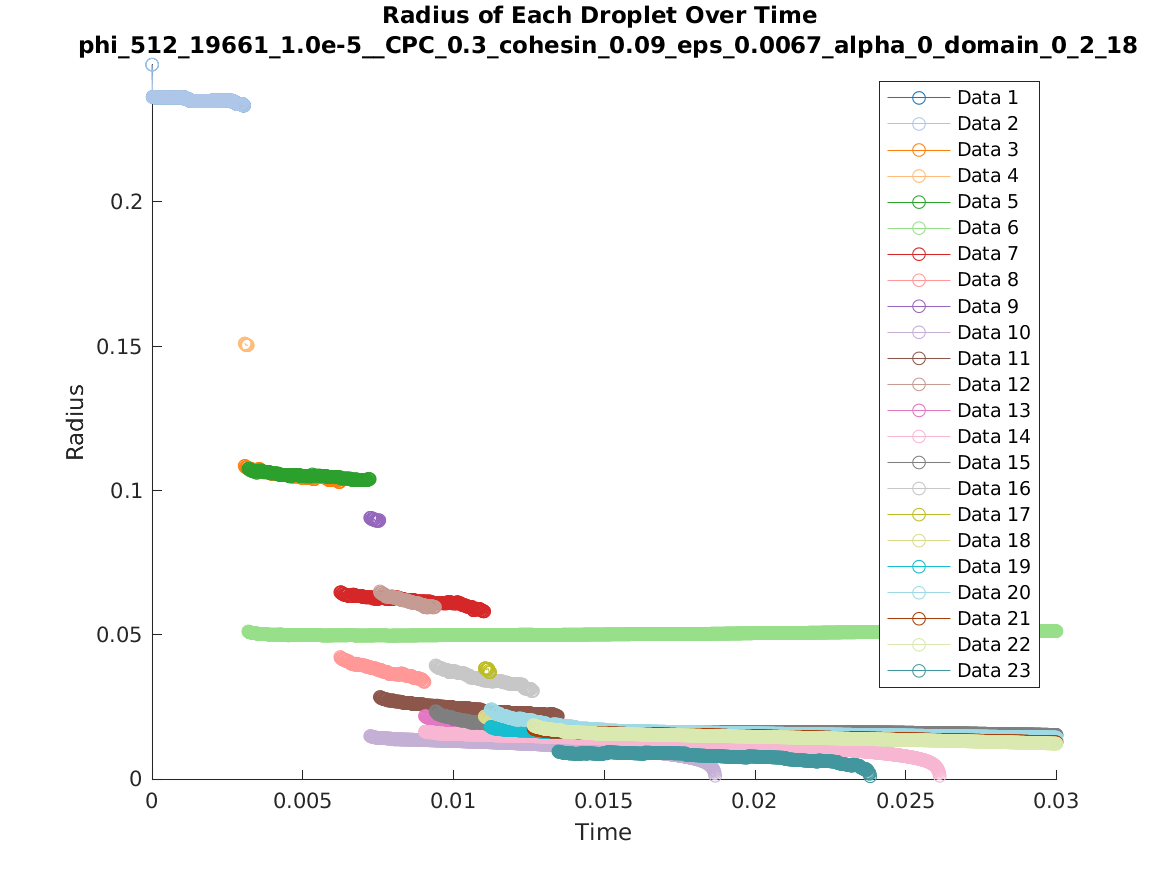 Radius of Each Droplet Over Time
phi_512_19661_1.0e-5__CPC_0.3_cohesin_0.09_eps_0.0067_alpha_0_domain_0_2_18
Data 1
Data 2
Data 3
Data 4
Data 5
Data 6
Data 7
Data 8
Data 9
Data 10
Data 11
Data 12
Data 13
Data 14
Data 15
Data 16
Data 17
Data 18
Data 19
Data 20
Data 21
Data 22
Data 23
0.2
0.15
0.1
0.05
0
Radius
0 0.005 0.01 0.015 0.02 0.025 0.03
Time